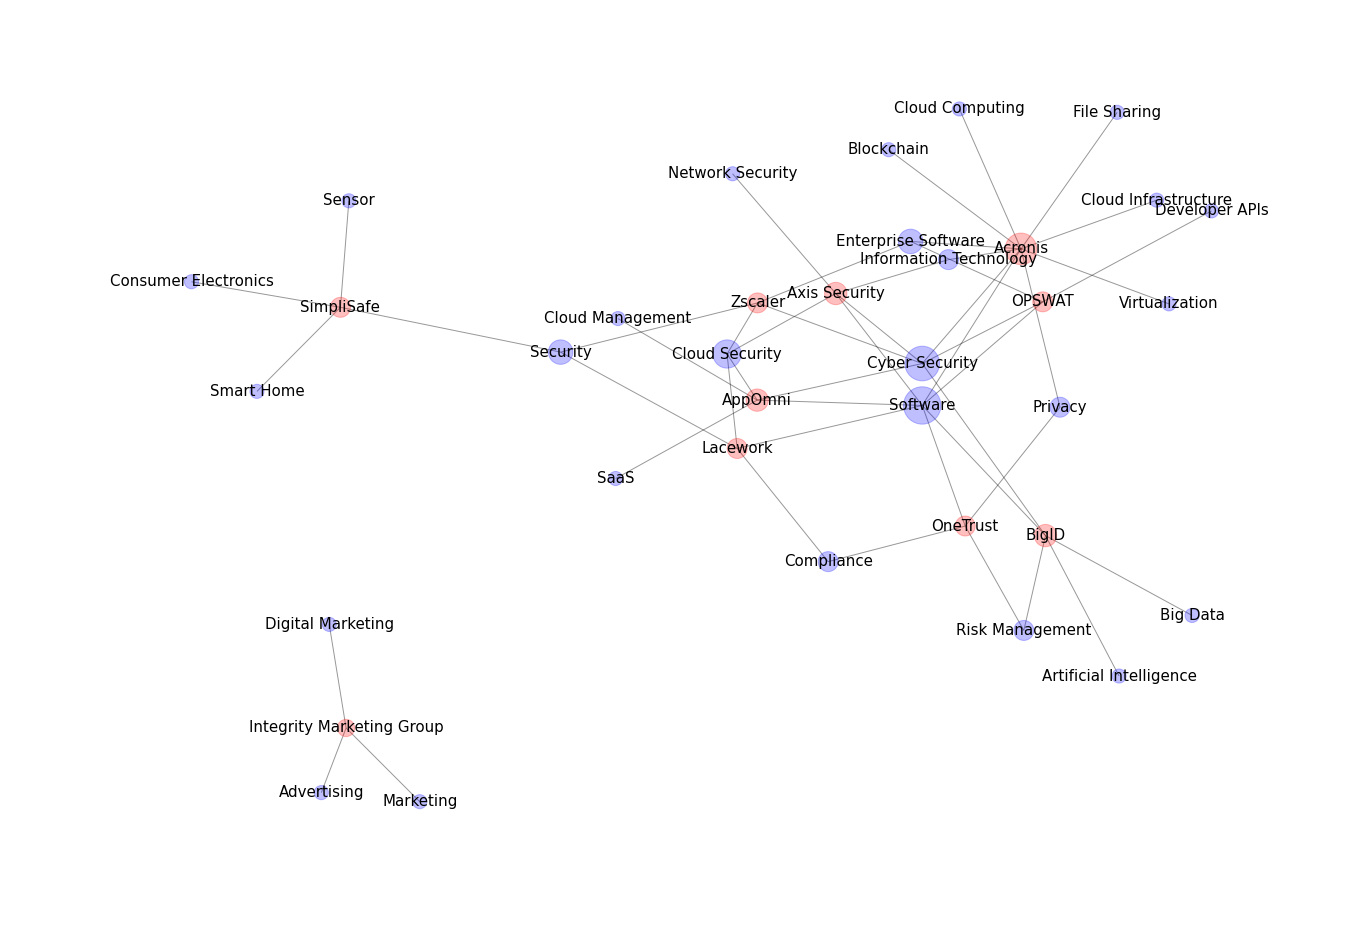 Cloud Computing
File Sharing
Blockchain
Network Security
Sensor
Cloud Infrastructure
Developer APIs
Enterprise Software
Acronis
Information Technology
Consumer Electronics
Axis Security
Zscaler
OPSWAT
Virtualization
SimpliSafe
Cloud Management
Security
Cloud Security
Cyber Security
Smart Home
AppOmni
Software
Privacy
Lacework
SaaS
OneTrust
BigID
Compliance
Big Data
Digital Marketing
Risk Management
Artificial Intelligence
Integrity Marketing Group
Advertising
Marketing